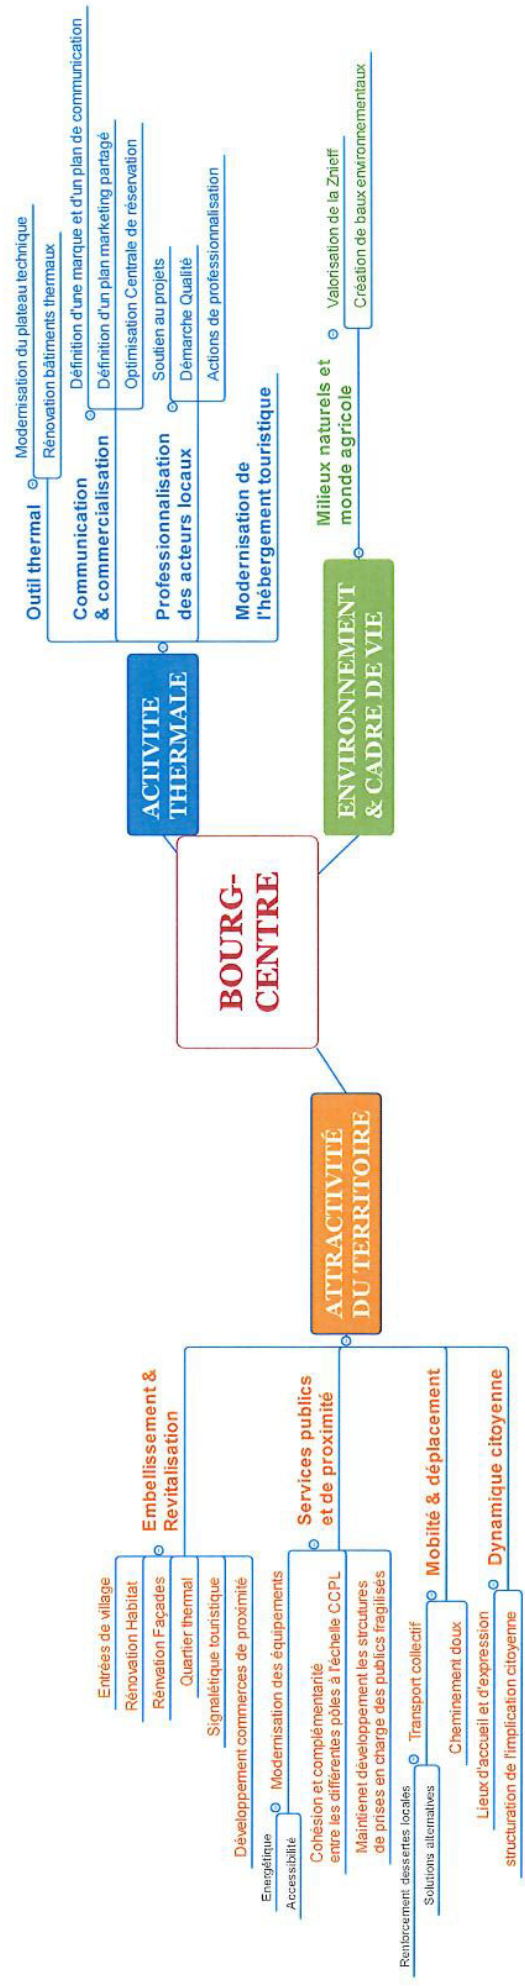 BOURG-
CENTRE
ACTIVITE
THERMALE
Outil thermal
Modernisation du plateau technique
Rénovation bâtiments thermaux
Communication
& commercialisation
Définition d'une marque et d'un plan de communication
Définition d'un plan marketing partagé
Optimisation Centrale de réservation
Professionnalisation
des acteurs locaux
Soutien au projets
Démarche Qualité
Actions de professionnalisation
Modernisation de
l'hébergement touristique
ENVIRONNEMENT
& CADRE DE VIE
Milieux naturels et
monde agricole
Valorisation de la Znieff
Création de baux environnementaux
ATTRACTIVITÉ
DU TERRITOIRE
Embellissement &
Revitalisation
Entrées de village
Rénovation Habitat
Rénvation Façades
Quartier thermal
Signalétique touristique
Développement commerces de proximité
Services publics
et de proximité
Modernisation des équipements
Energétique
Accessibilité
Cohésion et complémentarité
entre les différentes pôles à l'échelle CCPL
Maintienet développement les strcutures
de prises en charge des publics fragilisés
Mobilté & déplacement
Transport collectif
Renforcement dessertes locales
Solutions alternatives
Cheminement doux
Dynamique citoyenne
Lieux d'accueil et d'expression
structuration de l'implication citoyenne